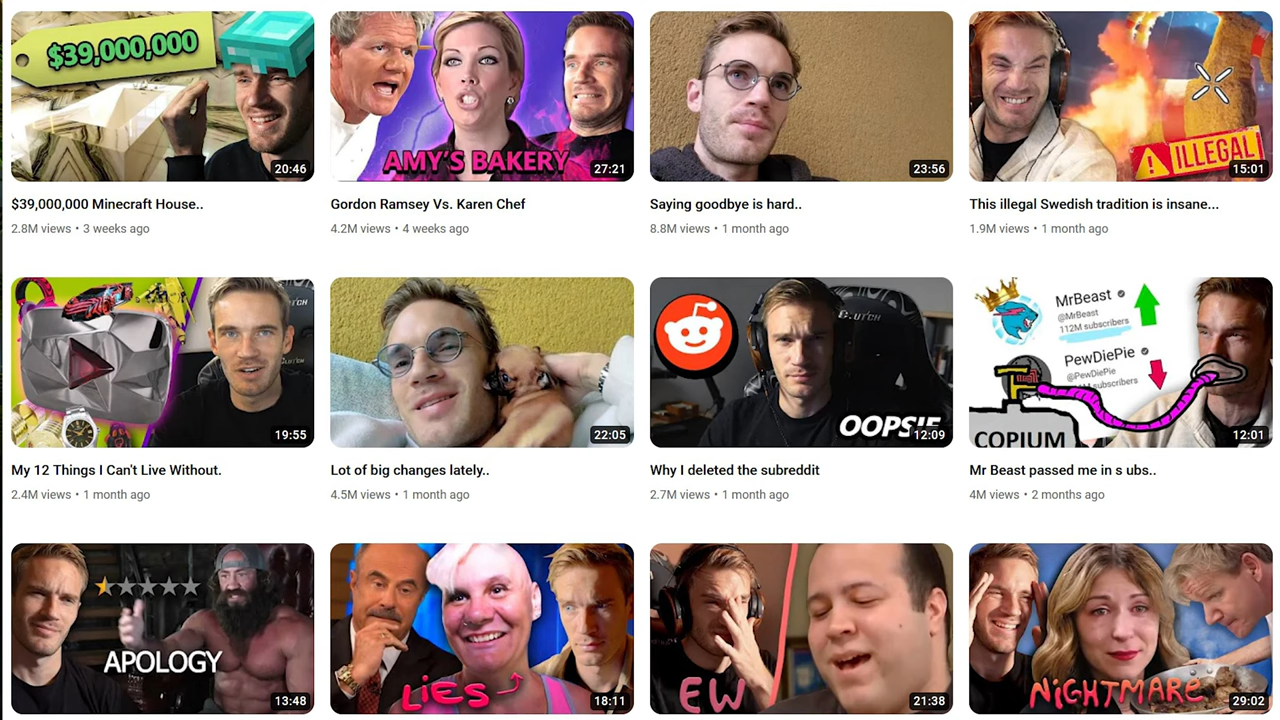 $39,000,000
20:46
AMY'S BAKERY
27:21
23:56
ILLEGAL
15:01
$39,000,000 Minecraft House..
2.8M views • 3 weeks ago
Gordon Ramsey Vs. Karen Chef
4.2M views • 4 weeks ago
Saying goodbye is hard..
8.8M views • 1 month ago
This illegal Swedish tradition is insane...
1.9M views • 1 month ago
19:55
22:05
OOPSIE
12:09
MrBeast
@MrBeast
112M subscribers
PewDiePie
@PewDiePie
subscribers
COPIUM
12:01
My 12 Things I Can't Live Without.
2.4M views • 1 month ago
Lot of big changes lately..
4.5M views • 1 month ago
Why I deleted the subreddit
2.7M views • 1 month ago
Mr Beast passed me in s ubs..
4M views • 2 months ago
APOLOGY
13:48
LiES
18:11
EW
21:38
NiGHTMARE
29:02